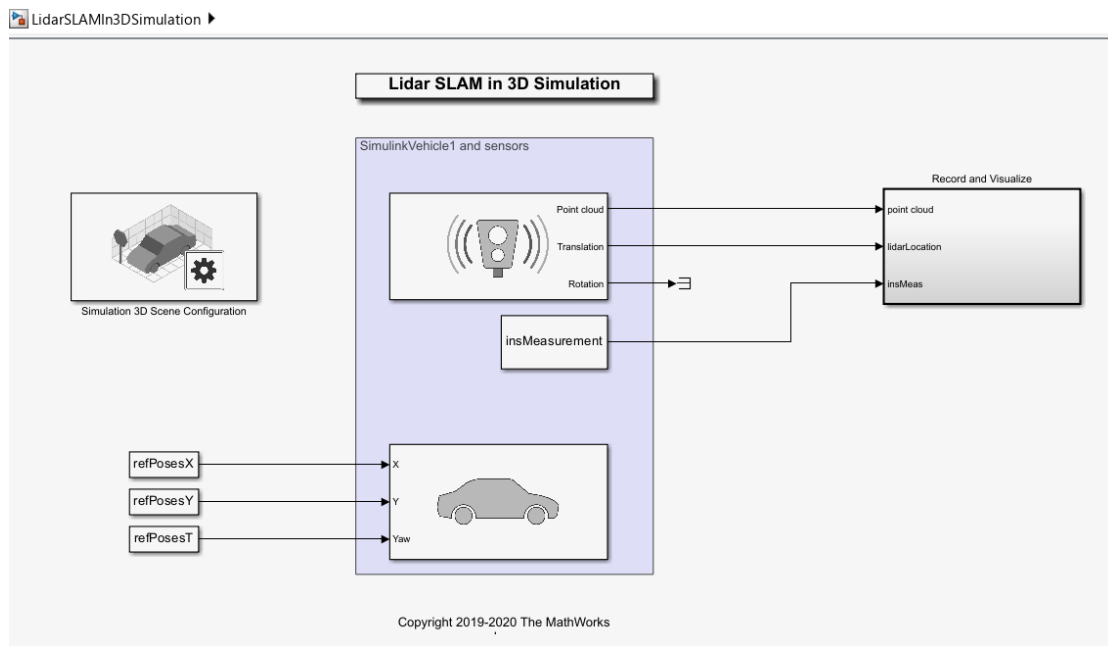 LidarSLAMIn3DSimulation
Lidar SLAM in 3D Simulation
SimulinkVehicle1 and sensors
Record and Visualize
Point cloud
Translation
Rotation
point cloud
lidarLocation
insMeas
Simulation 3D Scene Configuration
insMeasurement
refPosesX
refPosesY
refPosesT
X
Y
Yaw
Copyright 2019-2020 The MathWorks